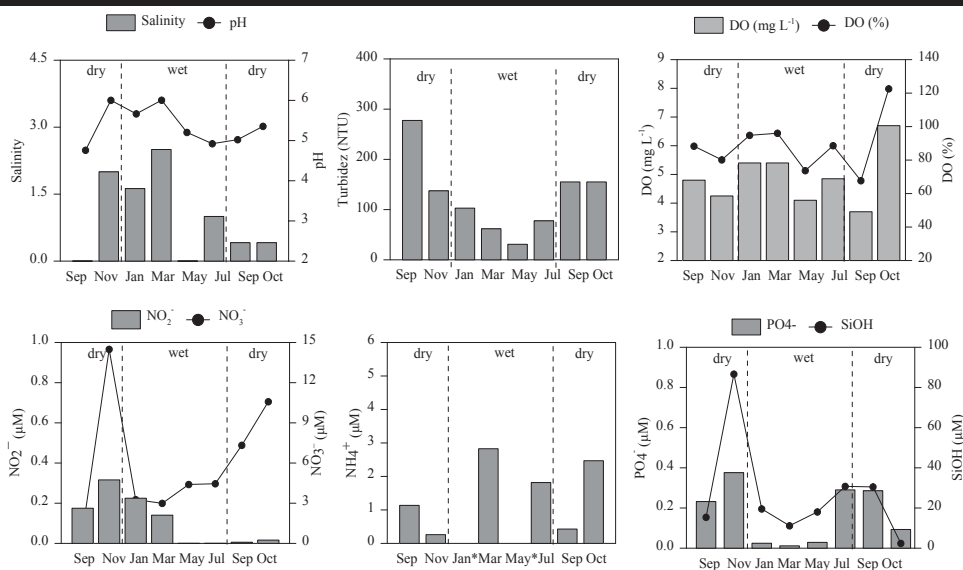 Salinity pH
4.5 dry wet dry 7
3.0
1.5
0.0
6
5
4
3
2
Salinity
pH
Sep Nov Jan Mar May Jul Sep Oct
400 dry wet dry
300
200
100
0
Turbidez (NTU)
Sep Nov Jan Mar May Jul Sep Oct
DO (mg L-1) DO (%)
9 dry wet dry 140
8
7
6
5
4
3
2
120
100
80
60
40
20
DO (mg L-1)
DO (%)
Sep Nov Jan Mar May Jul Sep Oct
NO2- NO3-
1.0 dry wet dry 15
0.8
0.6
0.4
0.2
0.0
12
9
6
3
0
NO2− (µM)
NO3− (µM)
Sep Nov Jan Mar May Jul Sep Oct
6 dry wet dry
5
4
3
2
1
0
NH4+ (µM)
Sep Nov Jan*Mar May*Jul Sep Oct
PO4- SiOH
1.0 dry wet dry 100
0.8
0.6
0.4
0.2
0.0
80
60
40
20
0
PO4- (µM)
SiOH (µM)
Sep Nov Jan Mar May Jul Sep Oct